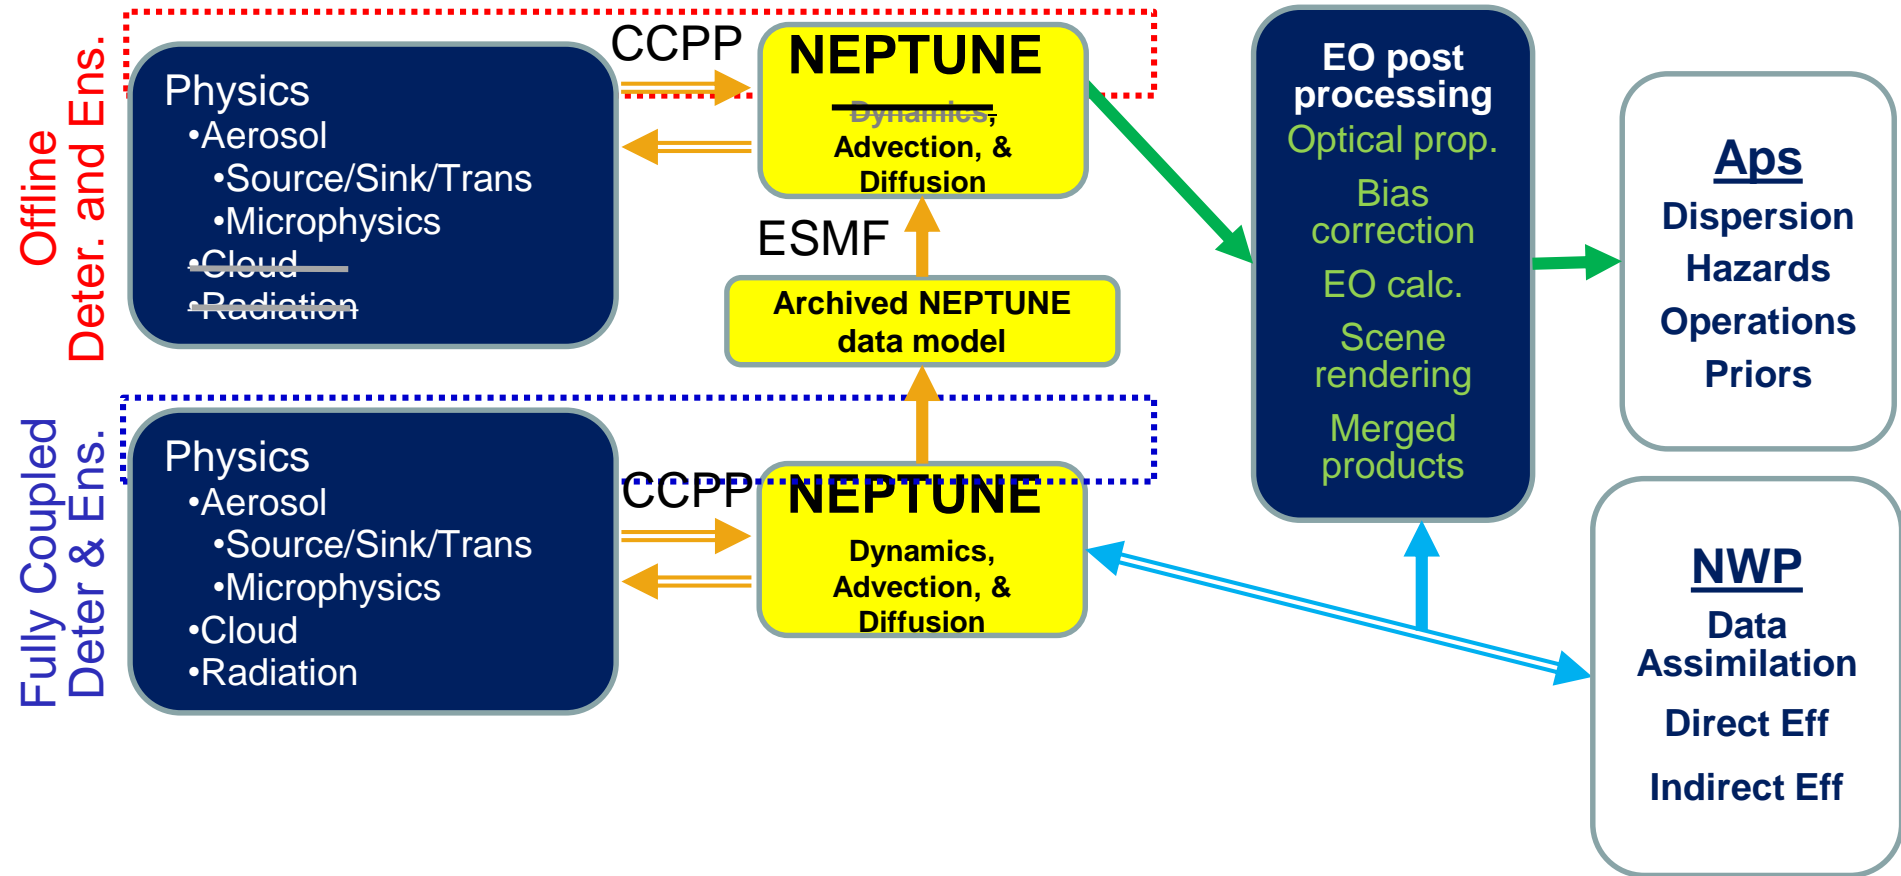 Offline
Deter. and Ens.
Physics
•Aerosol
•Source/Sink/Trans
•Microphysics
•Cloud
•Radiation
CCPP
NEPTUNE
Dynamics,
Advection, &
Diffusion
ESMF
Archived NEPTUNE
data model
Fully Coupled
Deter & Ens.
Physics
•Aerosol
•Source/Sink/Trans
•Microphysics
•Cloud
•Radiation
CCPP
NEPTUNE
Dynamics,
Advection, &
Diffusion
EO post
processing
Optical prop.
Bias
correction
EO calc.
Scene
rendering
Merged
products
Aps
Dispersion
Hazards
Operations
Priors
NWP
Data
Assimilation
Direct Eff
Indirect Eff